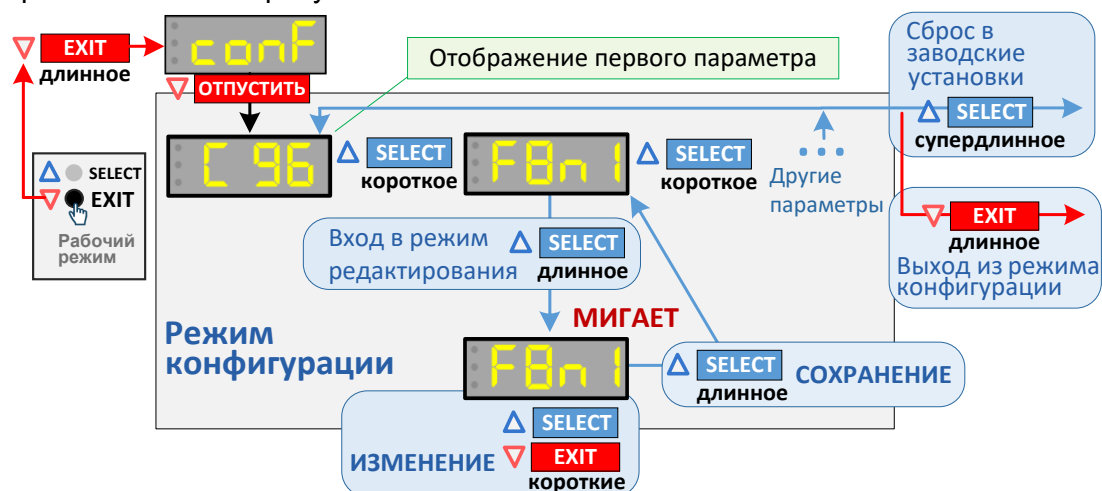 EXIT
длинное
conF
ОТПУСТИТЬ
Отображение первого параметра
Сброс в
заводские
установки
SELECT
супердлинное
C 96
SELECT
короткое
F8n1
SELECT
короткое
Другие
параметры
SELECT
EXIT
Рабочий
режим
EXIT
длинное
Выход из режима
конфигурации
Вход в режим
редактирования
SELECT
длинное
МИГАЕТ
Режим
конфигурации
F8n1
SELECT
длинное
СОХРАНЕНИЕ
ИЗМЕНЕНИЕ
SELECT
EXIT
короткие